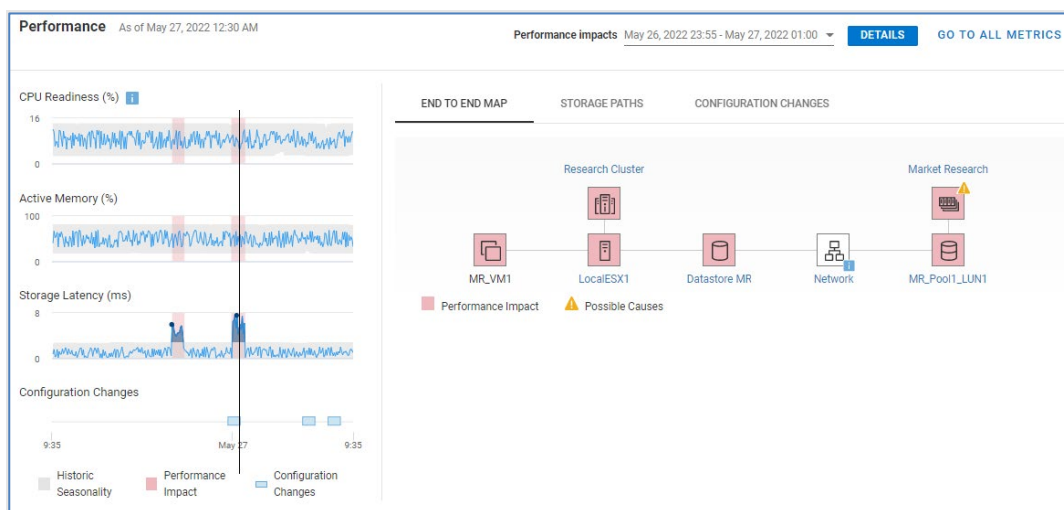 Performance As of May 27, 2022 12:30 AM
Performance impacts May 26, 2022 23:55 - May 27, 2022 01:00 DETAILS GO TO ALL METRICS
CPU Readiness (%) i
16
0
Active Memory (%)
100
0
Storage Latency (ms)
8
0
Configuration Changes
9:35 May 27 9:35
Historic Seasonality
Performance Impact
Configuration Changes
END TO END MAP STORAGE PATHS CONFIGURATION CHANGES
Research Cluster Market Research
MR_VM1 LocalESX1 Datastore MR Network MR_Pool1_LUN1
Performance Impact Possible Causes